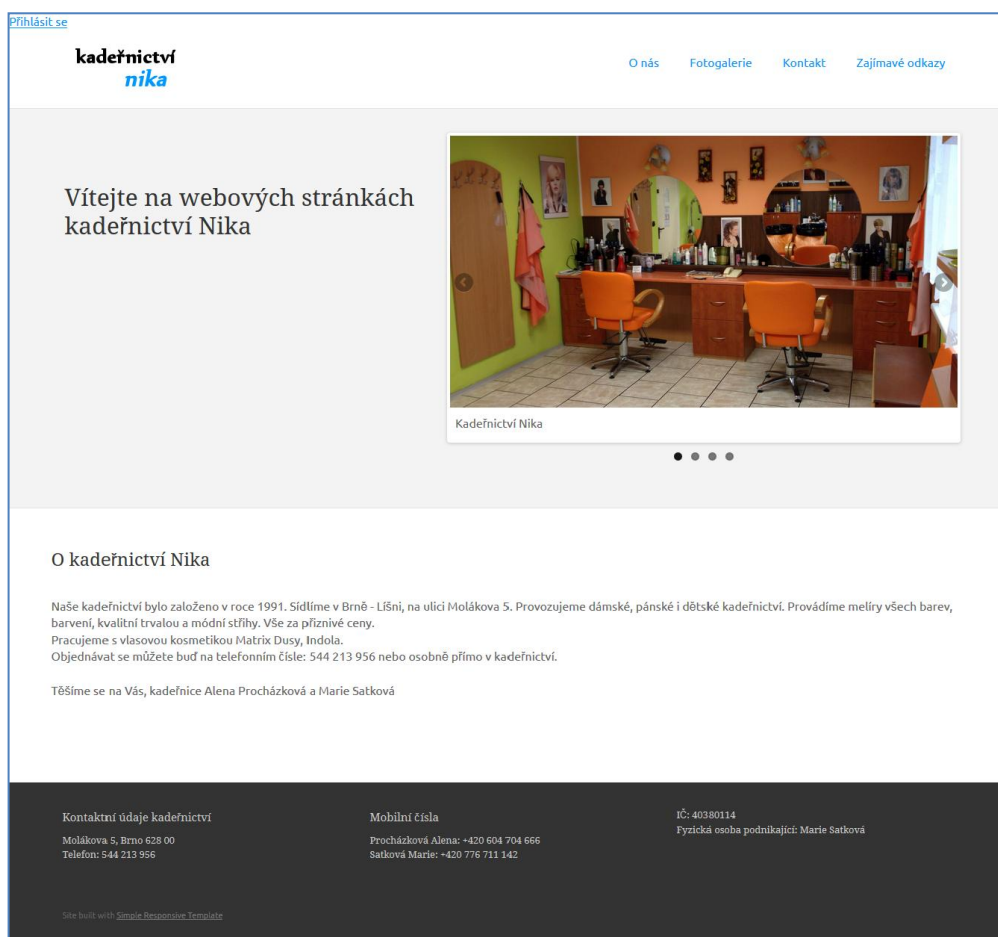 Přihlásit se
kadeřnictví
nika
O nás Fotogalerie Kontakt Zajímavé odkazy
Vítejte na webových stránkách
kadeřnictví Nika
Kadeřnictví Nika
O kadeřnictví Nika
Naše kadeřnictví bylo založeno v roce 1991. Sídlíme v Brně - Líšni, na ulici Molákova 5. Provozujeme dámské, pánské i dětské kadeřnictví. Provádíme melíry všech barev,
barvení, kvalitní trvalou a módní střihy. Vše za přiznivé ceny.
Pracujeme s vlasovou kosmetikou Matrix Dusy, Indola.
Objednávat se můžete buď na telefonním čísle: 544 213 956 nebo osobně přímo v kadeřnictví.
Těšíme se na Vás, kadeřnice Alena Procházková a Marie Satková
Kontaktní údaje kadeřnictví
Molákova 5, Brno 628 00
Telefon: 544 213 956
Mobilní čísla
Procházková Alena: +420 604 704 666
Satková Marie: +420 776 711 142
IČ: 40380114
Fyzická osoba podnikající: Marie Satková
Site built with Simple Responsive Template